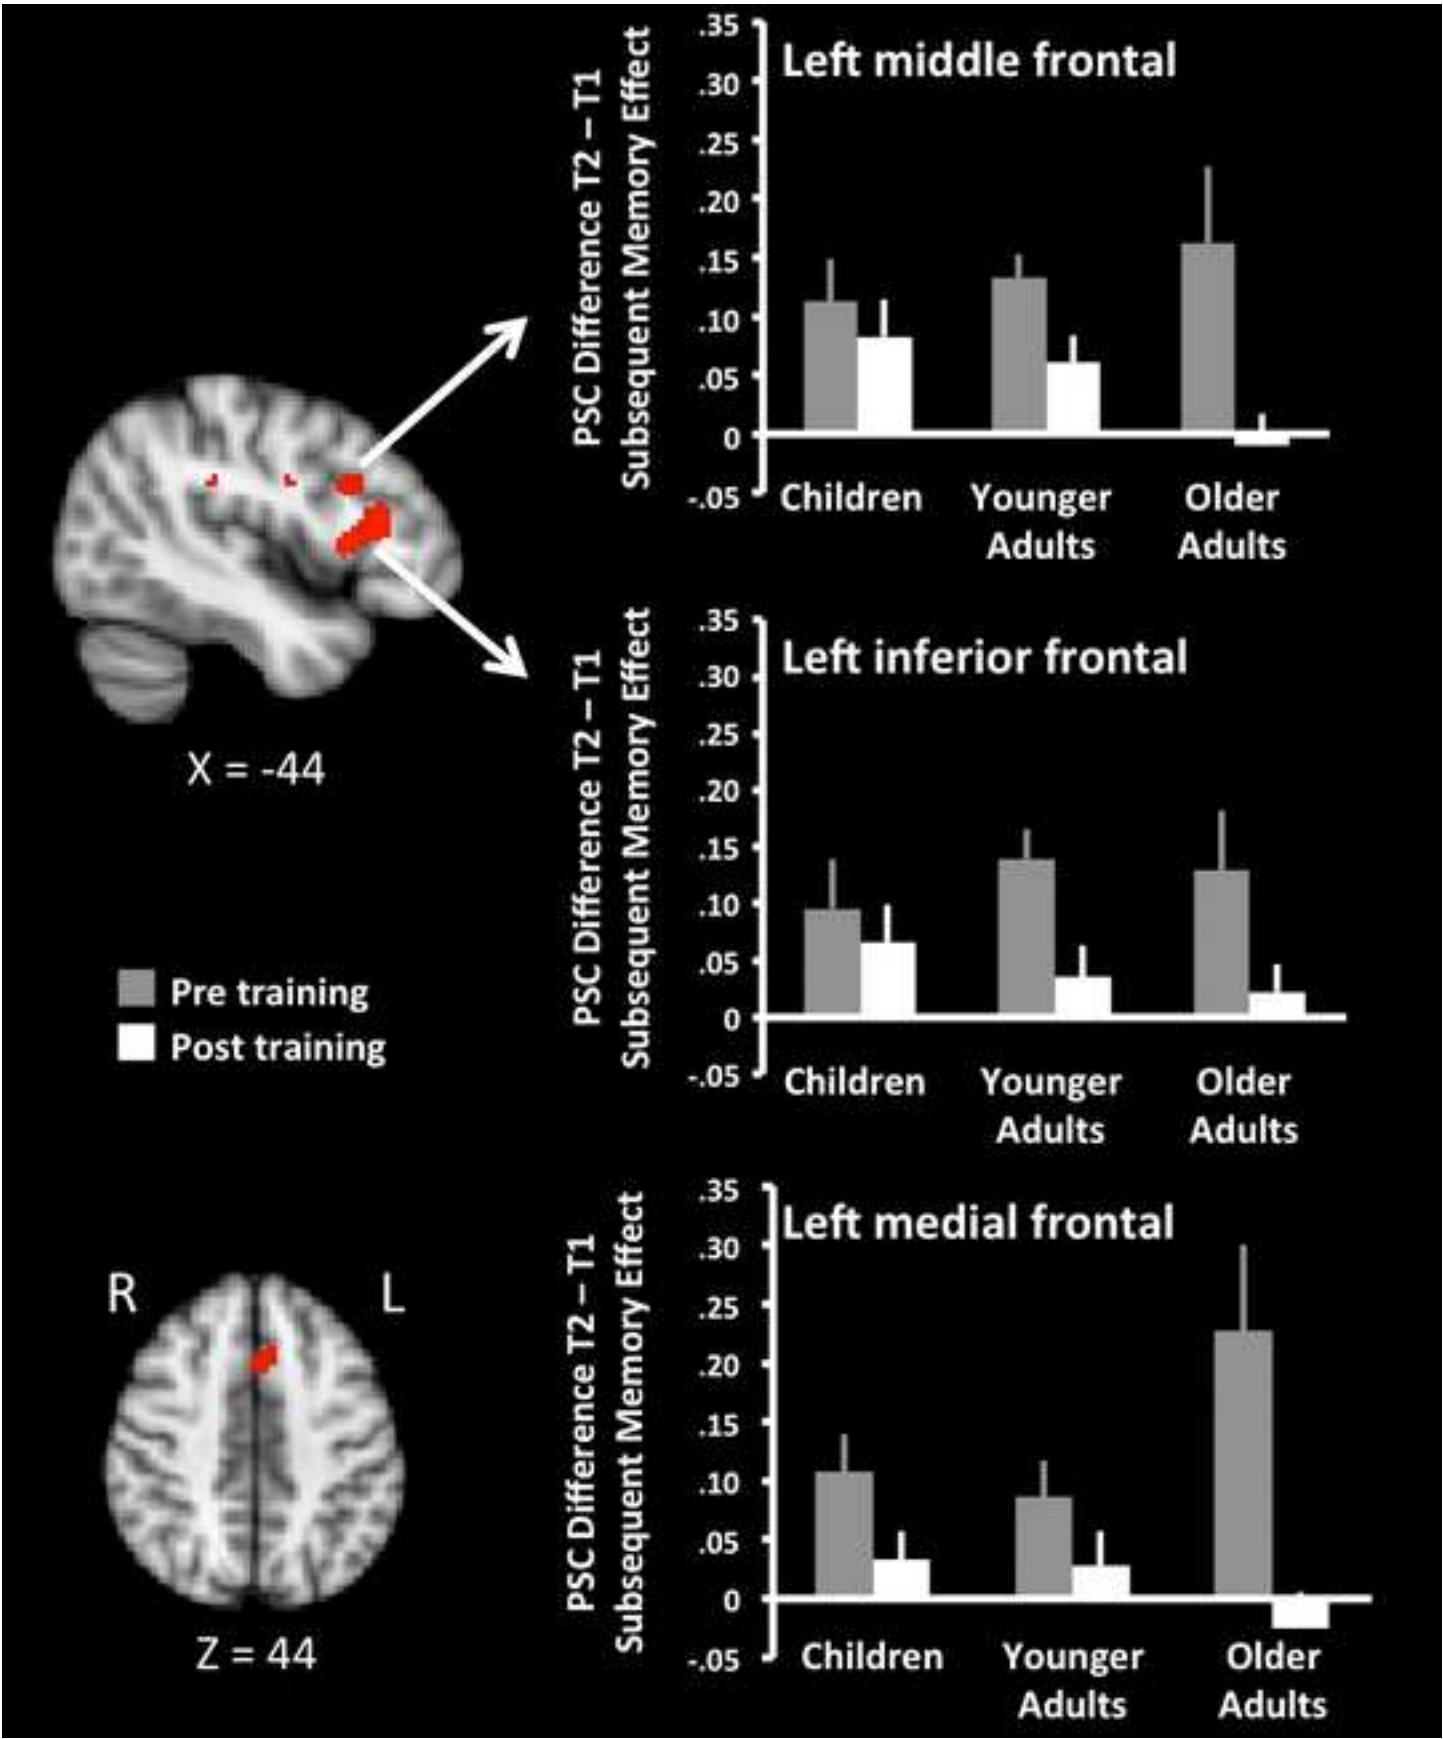 Left middle frontal
PSC Difference T2 – T1
Subsequent Memory Effect
.35
.30
.25
.20
.15
.10
.05
0
-.05
Children
Younger
Adults
Older
Adults
X = -44
Left inferior frontal
PSC Difference T2 – T1
Subsequent Memory Effect
.35
.30
.25
.20
.15
.10
.05
0
-.05
Children
Younger
Adults
Older
Adults
Pre training
Post training
Left medial frontal
PSC Difference T2 – T1
Subsequent Memory Effect
.35
.30
.25
.20
.15
.10
.05
0
-.05
Children
Younger
Adults
Older
Adults
R
L
Z = 44